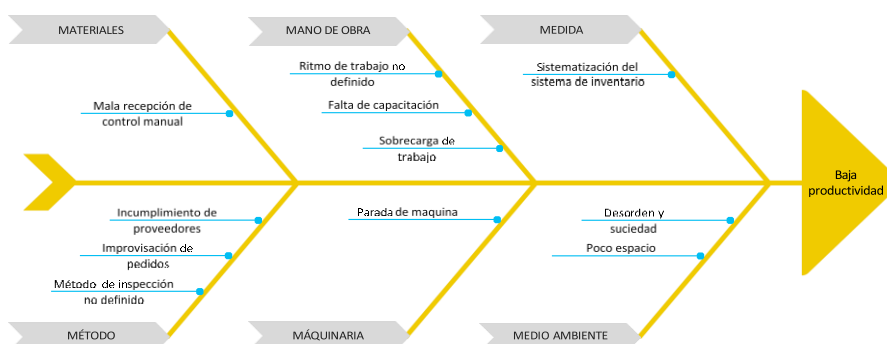 MATERIALES
MANO DE OBRA
MEDIDA
Mala recepción de
control manual
Ritmo de trabajo no
definido
Falta de capacitación
Sobrecarga de
trabajo
Sistematización del
sistema de inventario
Baja
productividad
Incumplimiento de
proveedores
Improvisación de
pedidos
Método de inspección
no definido
Parada de maquina
Desorden y
suciedad
Poco espacio
MÉTODO
MÁQUINARIA
MEDIO AMBIENTE